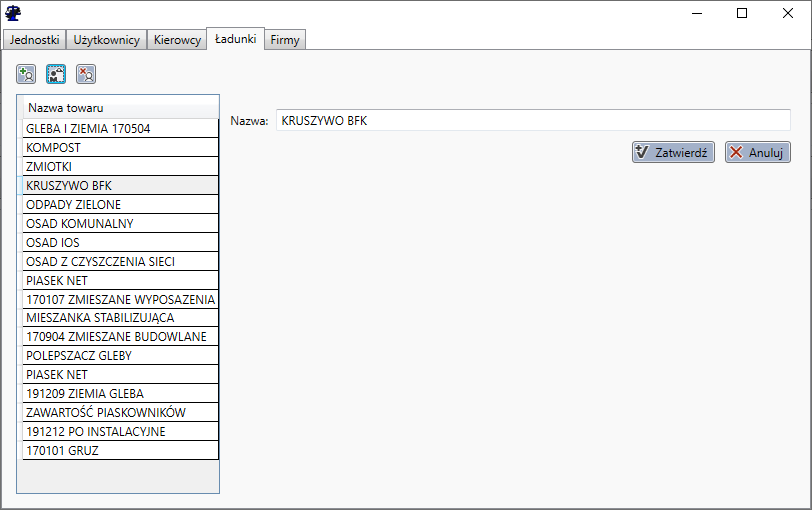 Jednostki Użytkownicy Kierowcy Ładunki Firmy
Nazwa towaru
GLEBA I ZIEMIA 170504
KOMPOST
ZMIOTKI
KRUSZYWO BFK
ODPADY ZIELONE
OSAD KOMUNALNY
OSAD IOS
OSAD Z CZYSZCZENIA SIECI
PIASEK NET
170107 ZMIESZANE WYPOSAZENIA
MIESZANKA STABILIZUJĄCA
170904 ZMIESZANE BUDOWLANE
POLEPSZACZ GLEBY
PIASEK NET
191209 ZIEMIA GLEBA
ZAWARTOŚĆ PIASKOWNIKÓW
191212 PO INSTALACYJNE
170101 GRUZ
Nazwa: KRUSZYWO BFK
Zatwierdź Anuluj